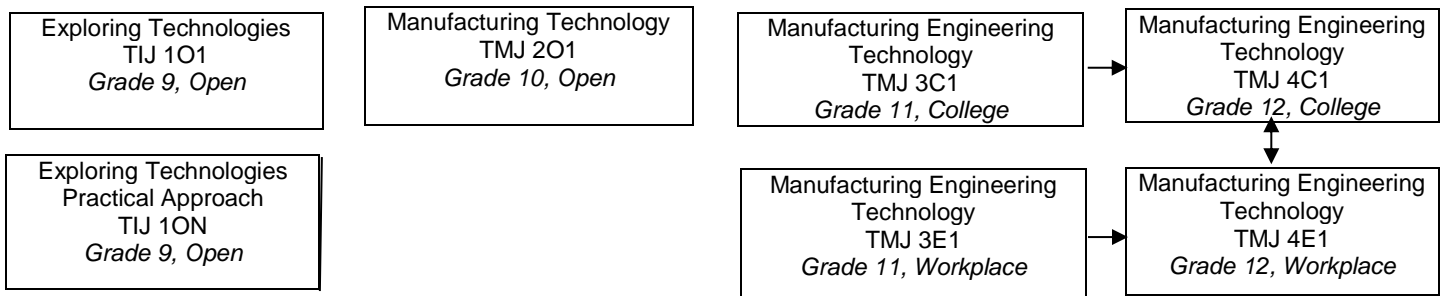 Exploring Technologies
TIJ 1O1
Grade 9, Open
Manufacturing Technology
TMJ 2O1
Grade 10, Open
Manufacturing Engineering
Technology
TMJ 3C1
Grade 11, College
Manufacturing Engineering
Technology
TMJ 4C1
Grade 12, College
Exploring Technologies
Practical Approach
TIJ 1ON
Grade 9, Open
Manufacturing Engineering
Technology
TMJ 3E1
Grade 11, Workplace
Manufacturing Engineering
Technology
TMJ 4E1
Grade 12, Workplace